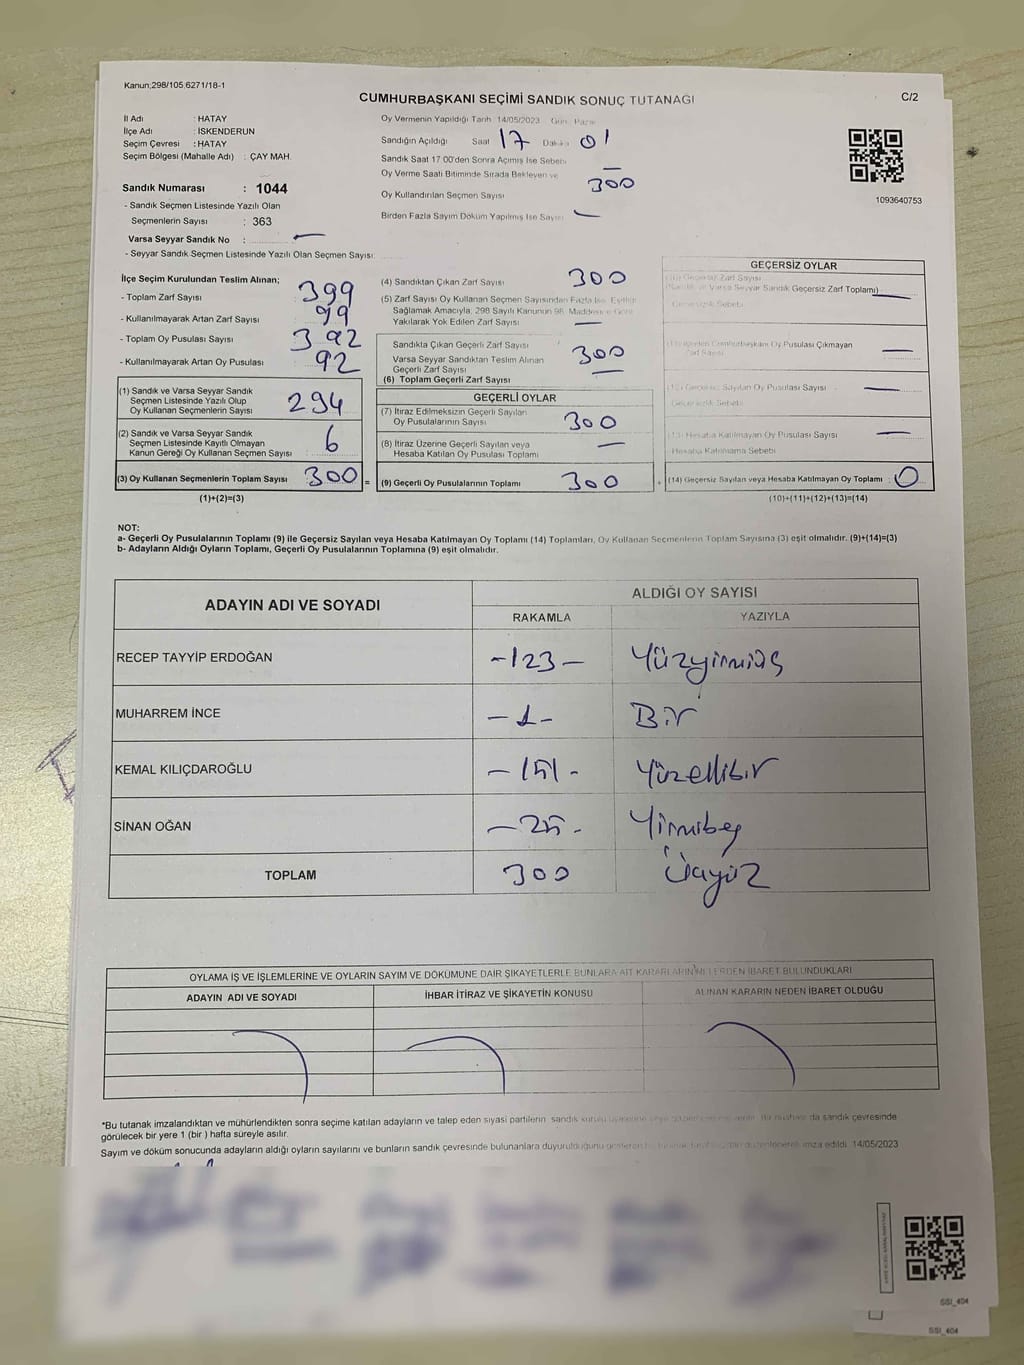 Kanun;298/105,6271/18-1
CUMHURBAŞKANI SEÇİMİ SANDIK SONUÇ TUTANAĞI
C/2
İl Adı : HATAY
İlçe Adı : İSKENDERUN
Seçim Çevresi : HATAY
Seçim Bölgesi (Mahalle Adı) : ÇAY MAH.
Sandık Numarası : 1044
- Sandık Seçmen Listesinde Yazılı Olan
Seçmenlerin Sayısı : 363
Varsa Seyyar Sandık No : —
- Seyyar Sandık Seçmen Listesinde Yazılı Olan Seçmen Sayısı:
Oy Vermenin Yapıldığı Tarih 14/05/2023 Gün: Pazar
Sandığın Açıldığı Saat 17 Dakika 01
Sandık Saat 17:00'den Sonra Açımış İse Sebebi —
Oy Verme Saati Bitiminde Sırada Bekleyen ve
Oy Kullandırılan Seçmen Sayısı 300
Birden Fazla Sayım Döküm Yapılmış İse Sayısı —
1093640753
İlçe Seçim Kurulundan Teslim Alınan;
- Toplam Zarf Sayısı 399
- Kullanılmayarak Artan Zarf Sayısı 99
- Toplam Oy Pusulası Sayısı 392
- Kullanılmayarak Artan Oy Pusulası 92
(1) Sandık ve Varsa Seyyar Sandık
Seçmen Listesinde Yazılı Olup
Oy Kullanan Seçmenlerin Sayısı 294
(2) Sandık ve Varsa Seyyar Sandık
Seçmen Listesinde Kayıtlı Olmayan
Kanun Gereği Oy Kullanan Seçmen Sayısı 6
(3) Oy Kullanan Seçmenlerin Toplam Sayısı 300 =
(1)+(2)=(3)
(4) Sandıktan Çıkan Zarf Sayısı 300
(5) Zarf Sayısı Oy Kullanan Seçmen Sayısından Fazla İse, Eşitliği
Sağlamak Amacıyla, 298 Sayılı Kanunun 98. Maddesine Göre
Yakılarak Yok Edilen Zarf Sayısı —
Sandıkta Çıkan Geçerli Zarf Sayısı 300
Varsa Seyyar Sandıktan Teslim Alınan
Geçerli Zarf Sayısı —
(6) Toplam Geçerli Zarf Sayısı
GEÇERLİ OYLAR
(7) İtiraz Edilmeksizin Geçerli Sayılan
Oy Pusulalarının Sayısı 300
(8) İtiraz Üzerine Geçerli Sayılan veya
Hesaba Katılan Oy Pusulası Toplamı —
(9) Geçerli Oy Pusulalarının Toplamı 300 +
GEÇERSİZ OYLAR
Geçersiz Zarf Sayısı
(Sandık ve Varsa Seyyar Sandık Geçersiz Zarf Toplamı) —
Geçersizlik Sebebi
Cumhurbaşkanı Oy Pusulası Çıkmayan
Zarf Sayısı —
(12) Geçersiz Sayılan Oy Pusulası Sayısı —
Geçersizlik Sebebi
(13) Hesaba Katılmayan Oy Pusulası Sayısı —
Hesaba Katılmama Sebebi
(14) Geçersiz Sayılan veya Hesaba Katılmayan Oy Toplamı : 0
(10)+(11)+(12)+(13)=(14)
NOT:
a- Geçerli Oy Pusulalarının Toplamı (9) ile Geçersiz Sayılan veya Hesaba Katılmayan Oy Toplamı (14) Toplamları, Oy Kullanan Seçmenlerin Toplam Sayısına (3) eşit olmalıdır. (9)+(14)=(3)
b- Adayların Aldığı Oyların Toplamı, Geçerli Oy Pusulalarının Toplamına (9) eşit olmalıdır.
ADAYIN ADI VE SOYADI
ALDIĞI OY SAYISI
RAKAMLA YAZIYLA
RECEP TAYYİP ERDOĞAN -123- Yüzyirmiüç
MUHARREM İNCE -1- Bir
KEMAL KILIÇDAROĞLU -151- Yüzellibir
SİNAN OĞAN -25- Yirmibeş
TOPLAM 300 Üçyüz
OYLAMA İŞ VE İŞLEMLERİNE VE OYLARIN SAYIM VE DÖKÜMÜNE DAİR ŞİKAYETLERLE BUNLARA AİT KARARLARIN NELERDEN İBARET BULUNDUKLARI
ADAYIN ADI VE SOYADI İHBAR İTİRAZ VE ŞİKAYETİN KONUSU ALINAN KARARIN NEDEN İBARET OLDUĞU
*Bu tutanak imzalandıktan ve mühürlendikten sonra seçime katılan adayların ve talep eden siyasi partilerin sandık kurulu üyesine Bir nüshası da sandık çevresinde
görülecek bir yere 1 (bir ) hafta süreyle asılır.
Sayım ve döküm sonucunda adayların aldığı oyların sayılarını ve bunların sandık çevresinde bulunanlara duyurulduğunu gösteren imza edildi. 14/05/2023
SSI_404
SSI_404